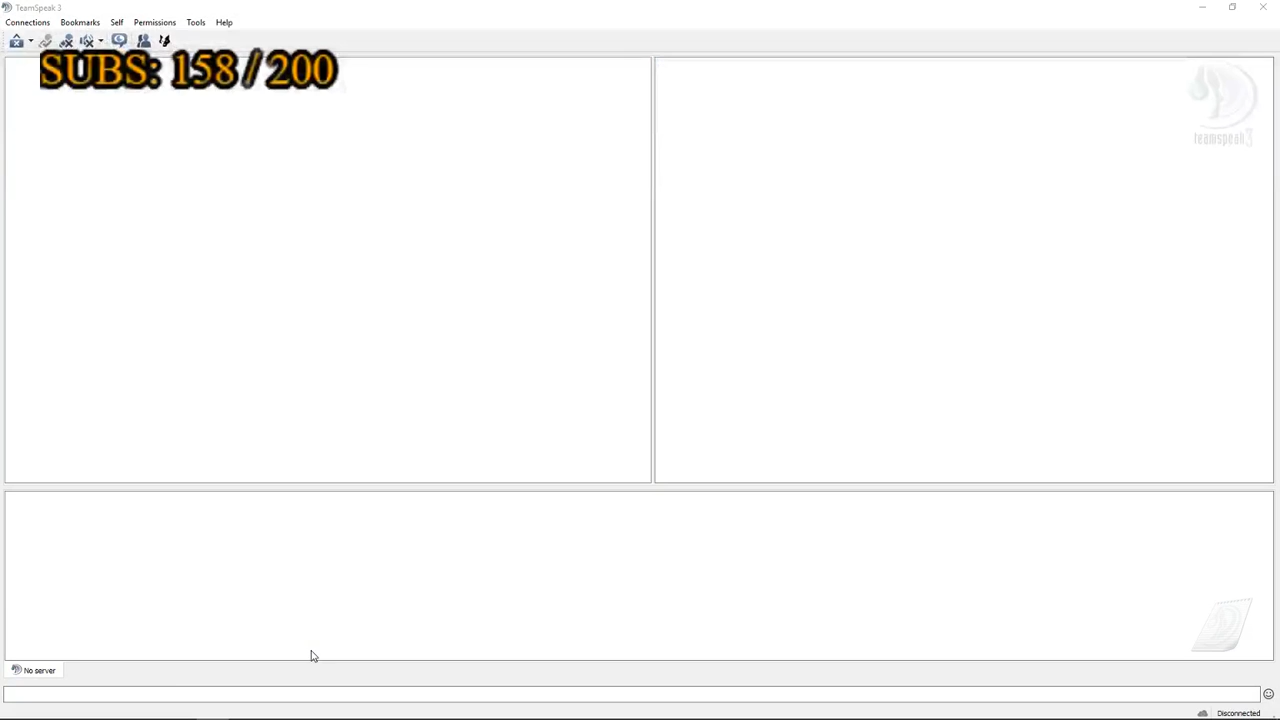 TeamSpeak 3
Connections Bookmarks Self Permissions Tools Help
SUBS: 158 / 200
teamspeak 3
No server
Disconnected